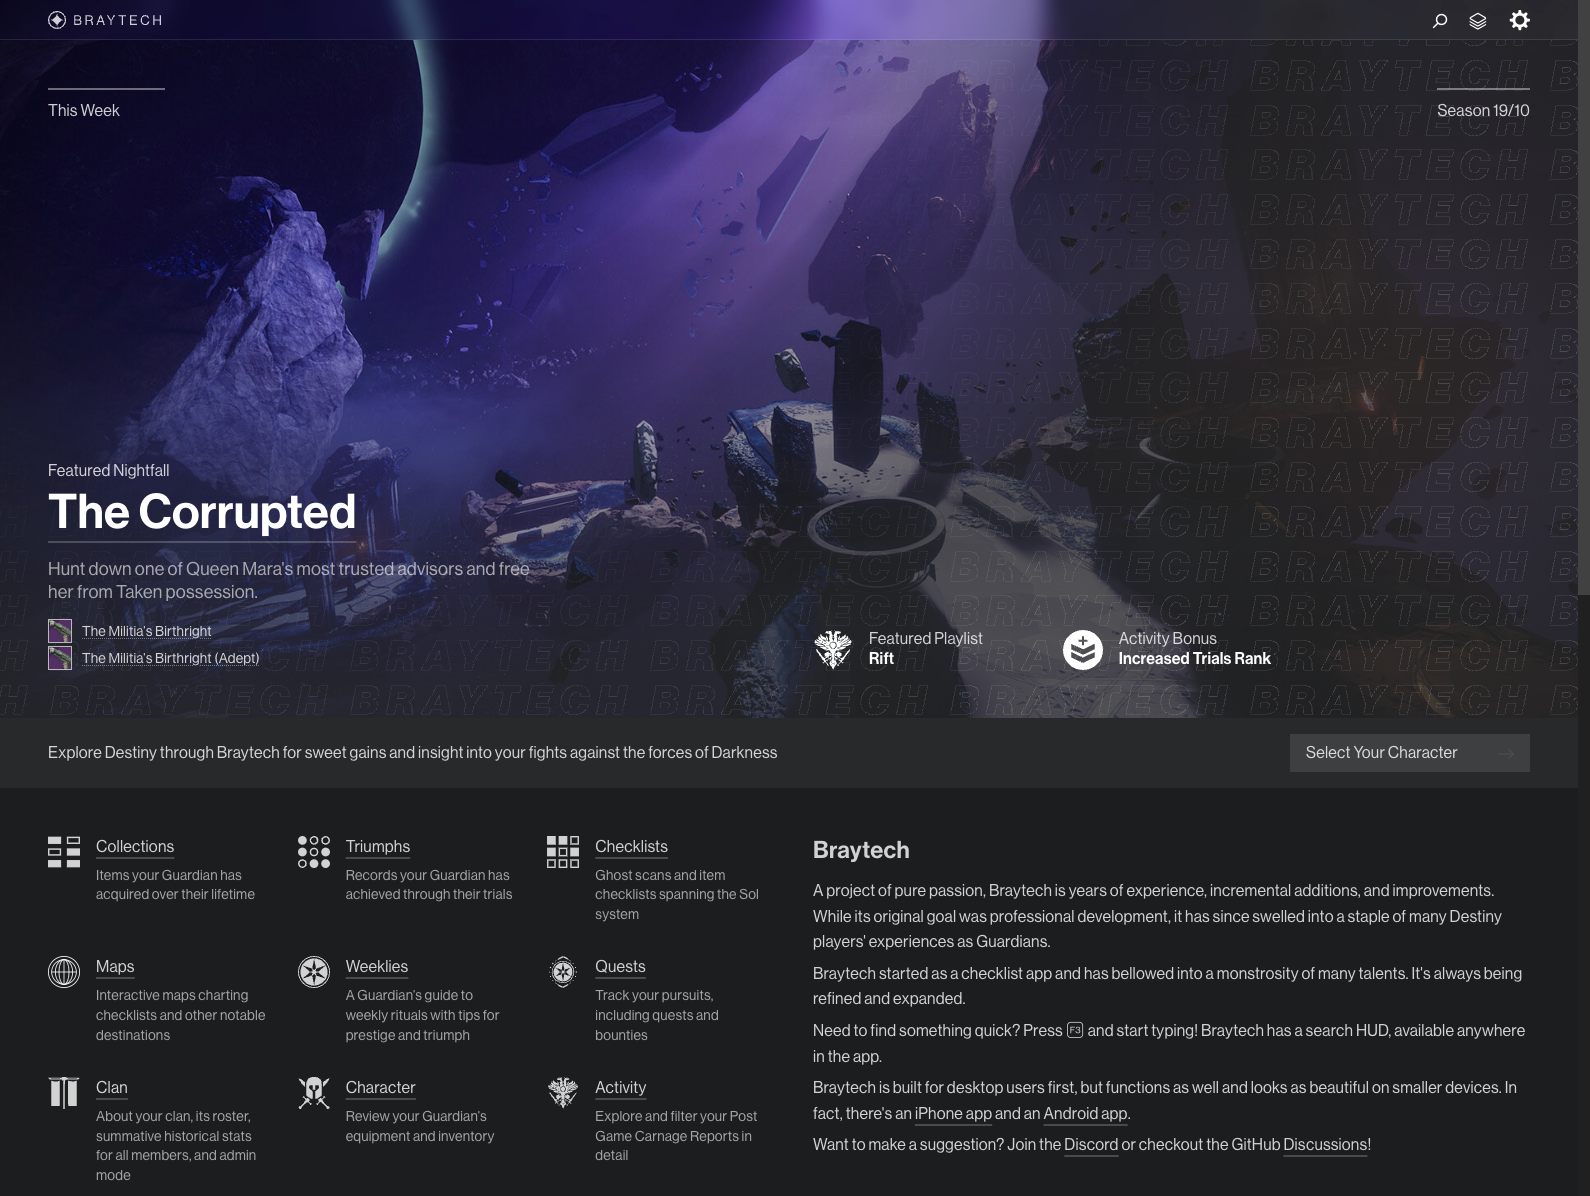 BRAYTECH
This Week
Season 19/10
Featured Nightfall
The Corrupted
Hunt down one of Queen Mara's most trusted advisors and free
her from Taken possession.
The Militia's Birthright
The Militia's Birthright (Adept)
Featured Playlist
Rift
Activity Bonus
Increased Trials Rank
BRAYTECH BRAYTECH BRAYTECH BRAYTECH BRAYTECH
Explore Destiny through Braytech for sweet gains and insight into your fights against the forces of Darkness
Select Your Character
Collections
Items your Guardian has
acquired over their lifetime
Triumphs
Records your Guardian has
achieved through their trials
Checklists
Ghost scans and item
checklists spanning the Sol
system
Maps
Interactive maps charting
checklists and other notable
destinations
Weeklies
A Guardian's guide to
weekly rituals with tips for
prestige and triumph
Quests
Track your pursuits,
including quests and
bounties
Clan
About your clan, its roster,
summative historical stats
for all members, and admin
mode
Character
Review your Guardian's
equipment and inventory
Activity
Explore and filter your Post
Game Carnage Reports in
detail
Braytech
A project of pure passion, Braytech is years of experience, incremental additions, and improvements.
While its original goal was professional development, it has since swelled into a staple of many Destiny
players' experiences as Guardians.
Braytech started as a checklist app and has bellowed into a monstrosity of many talents. It's always being
refined and expanded.
Need to find something quick? Press F3 and start typing! Braytech has a search HUD, available anywhere
in the app.
Braytech is built for desktop users first, but functions as well and looks as beautiful on smaller devices. In
fact, there's an iPhone app and an Android app.
Want to make a suggestion? Join the Discord or checkout the GitHub Discussions!